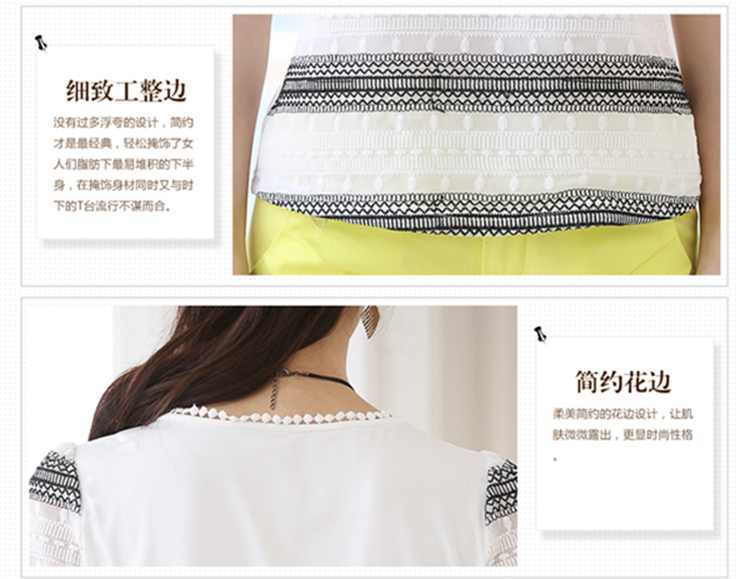 细致工整边
没有过多浮夸的设计，简约
才是最经典，轻松掩饰了女
人们脂肪下最易堆积的下半
身，在掩饰身材同时又与时
下的T台流行不谋而合。
简约花边
柔美简约的花边设计，让肌
肤微微露出，更显时尚性格
。